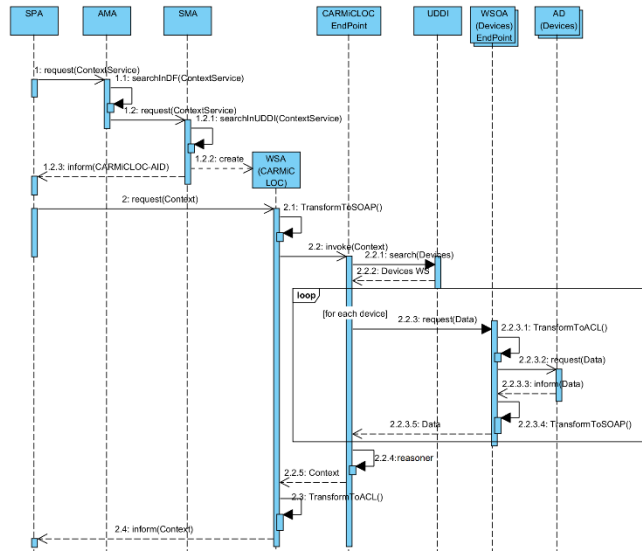 SPA
AMA
SMA
CARMiCLOC
EndPoint
UDDI
WSOA
(Devices)
EndPoint
AD
(Devices)
1: request(ContextService)
1.1: searchInDF(ContextService)
1.2: request(ContextService)
1.2.1: searchInUDDI(ContextService)
1.2.2: create
1.2.3: inform(CARMiCLOC-AID)
WSA
(CARMiC
LOC)
2: request(Context)
2.1: TransformToSOAP()
2.2: invoke(Context)
2.2.1: search(Devices)
2.2.2: Devices WS
loop
[for each device]
2.2.3: request(Data)
2.2.3.1: TransformToACL()
2.2.3.2: request(Data)
2.2.3.3: inform(Data)
2.2.3.4: TransformToSOAP()
2.2.3.5: Data
2.2.4:reasoner
2.2.5: Context
2.3: TransformToACL()
2.4: inform(Context)